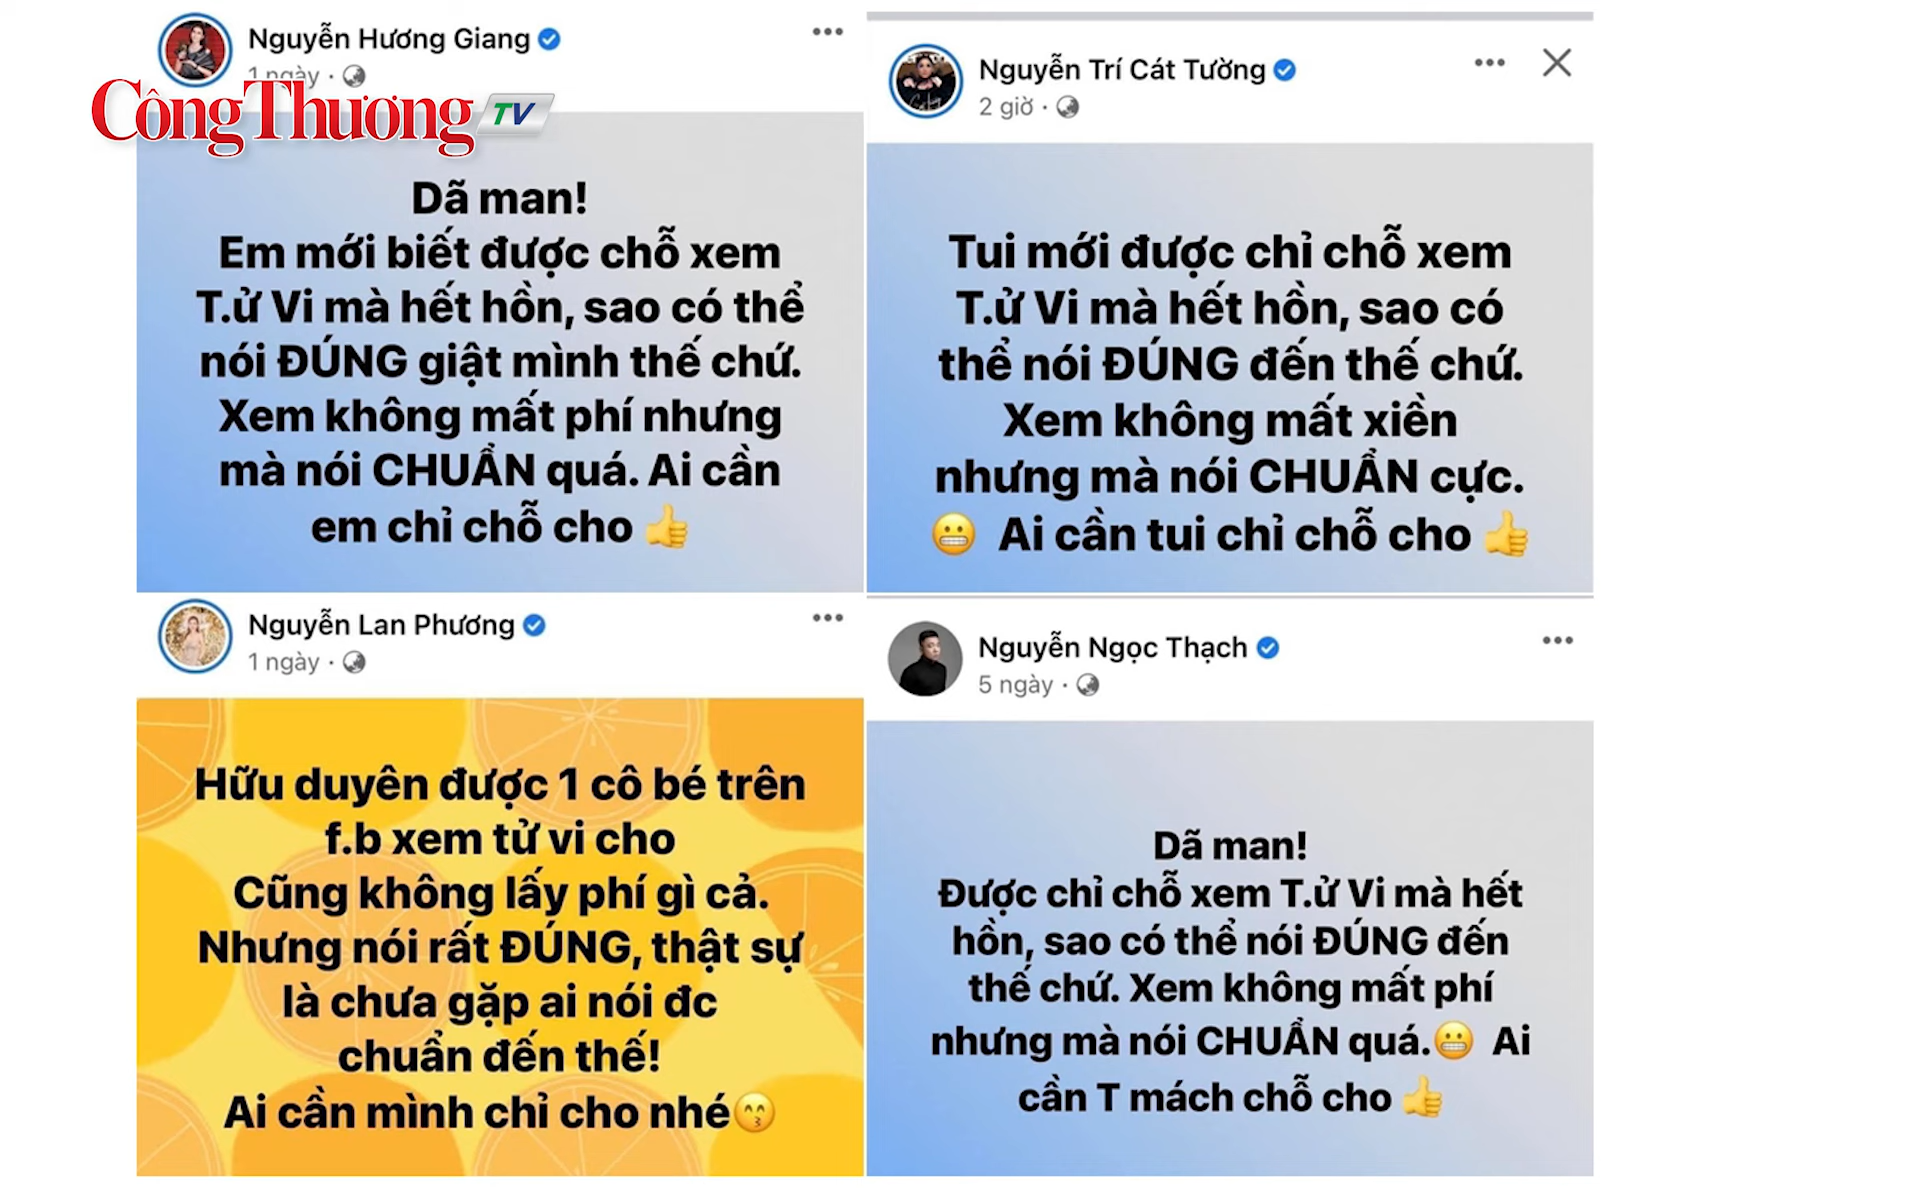 Nguyễn Hương Giang
1 ngày ·
Công Thương TV
Dã man!
Em mới biết được chỗ xem
T.ử Vi mà hết hồn, sao có thể
nói ĐÚNG giật mình thế chứ.
Xem không mất phí nhưng
mà nói CHUẨN quá. Ai cần
em chỉ chỗ cho 👍
Nguyễn Trí Cát Tường
2 giờ ·
Tui mới được chỉ chỗ xem
T.ử Vi mà hết hồn, sao có
thể nói ĐÚNG đến thế chứ.
Xem không mất xiền
nhưng mà nói CHUẨN cực.
😬 Ai cần tui chỉ chỗ cho 👍
Nguyễn Lan Phương
1 ngày ·
Hữu duyên được 1 cô bé trên
f.b xem tử vi cho
Cũng không lấy phí gì cả.
Nhưng nói rất ĐÚNG, thật sự
là chưa gặp ai nói đc
chuẩn đến thế!
Ai cần mình chỉ cho nhé😙
Nguyễn Ngọc Thạch
5 ngày ·
Dã man!
Được chỉ chỗ xem T.ử Vi mà hết
hồn, sao có thể nói ĐÚNG đến
thế chứ. Xem không mất phí
nhưng mà nói CHUẨN quá.😬 Ai
cần T mách chỗ cho 👍